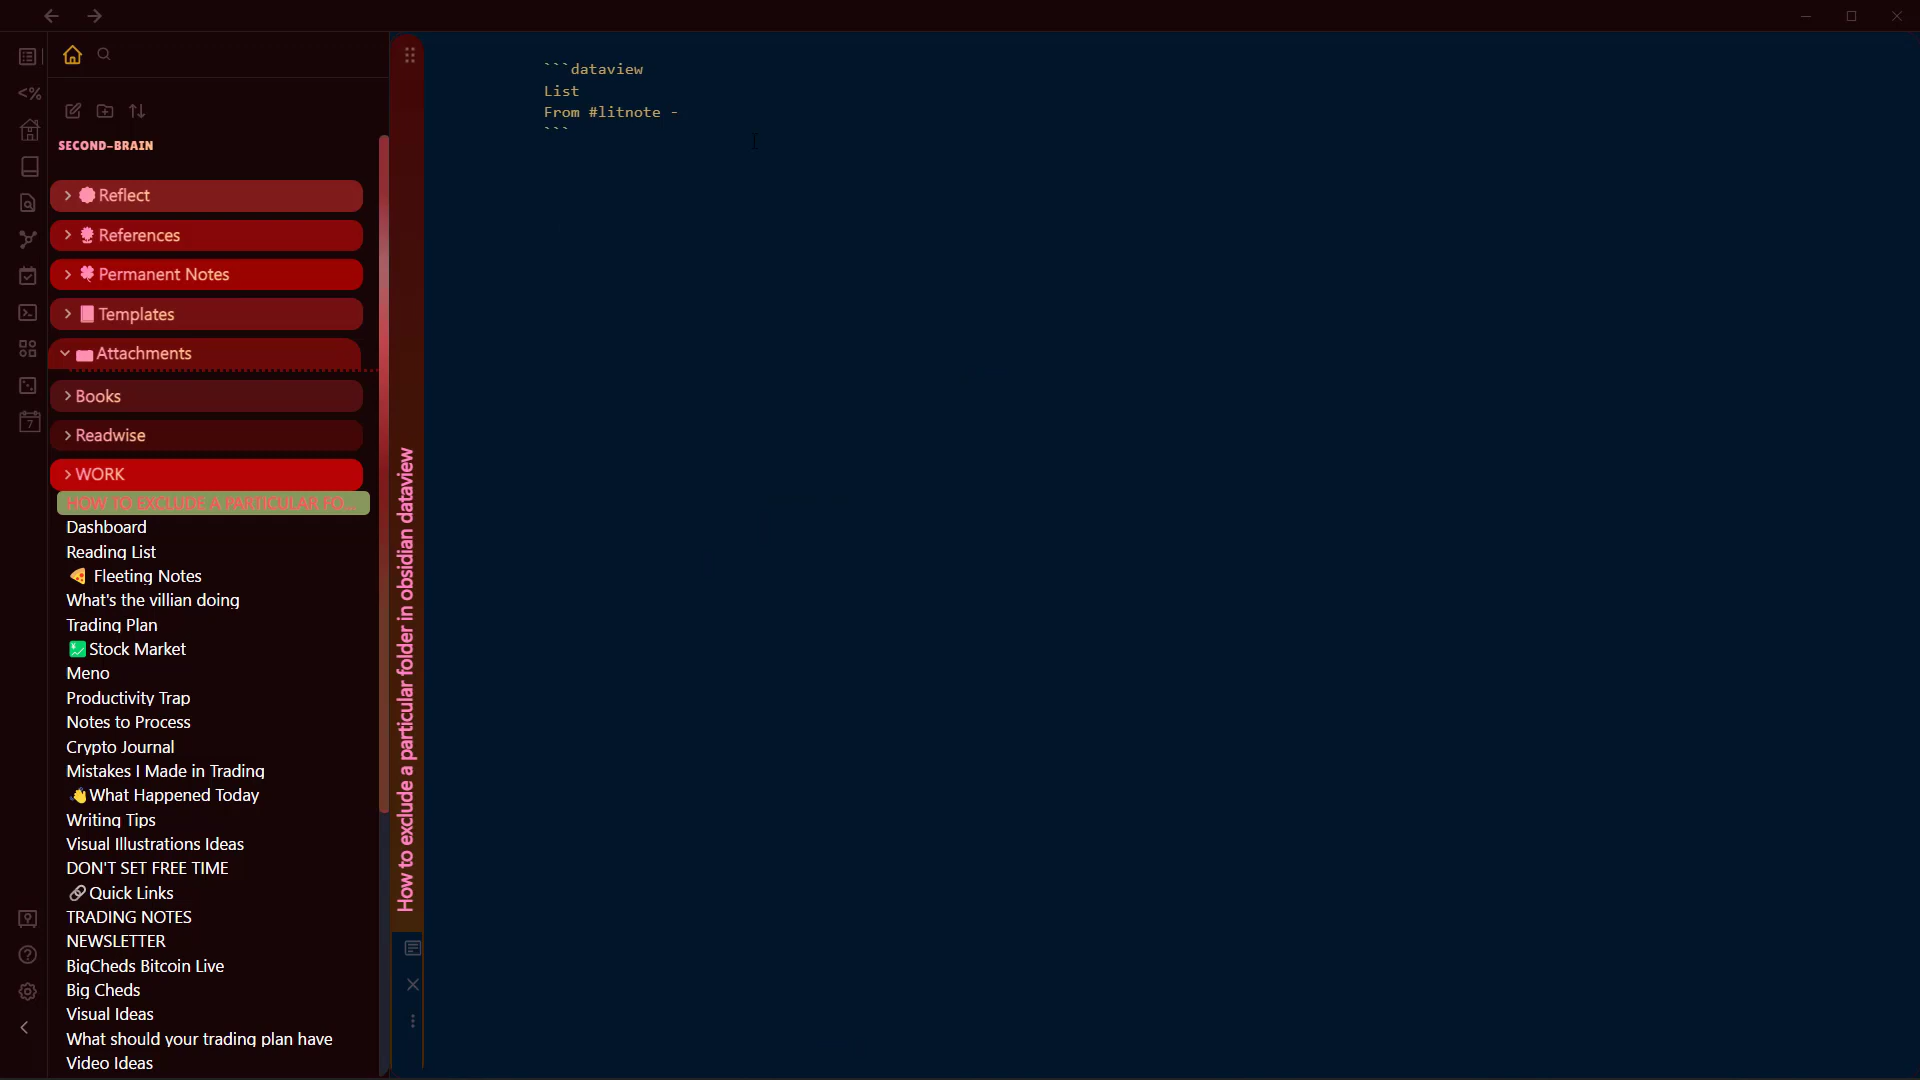 SECOND-BRAIN
Reflect
References
Permanent Notes
Templates
Attachments
Books
Readwise
WORK
HOW TO EXCLUDE A PARTICULAR FO...
Dashboard
Reading List
Fleeting Notes
What's the villian doing
Trading Plan
Stock Market
Meno
Productivity Trap
Notes to Process
Crypto Journal
Mistakes I Made in Trading
What Happened Today
Writing Tips
Visual Illustrations Ideas
DON'T SET FREE TIME
Quick Links
TRADING NOTES
NEWSLETTER
BigCheds Bitcoin Live
Big Cheds
Visual Ideas
What should your trading plan have
Video Ideas
How to exclude a particular folder in obsidian dataview
```dataview
List
From #litnote -
```